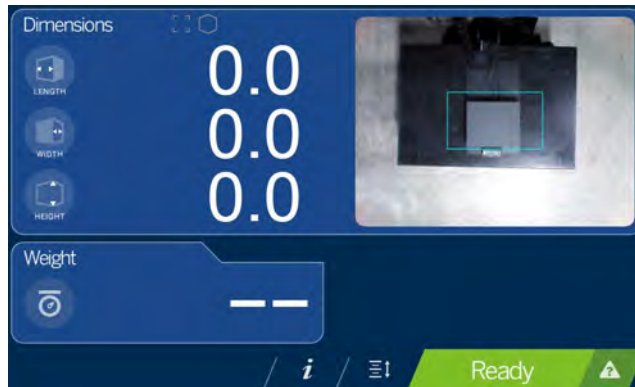 Dimensions
LENGTH
0.0
WIDTH
0.0
HEIGHT
0.0
Weight
--
i
Ready
?